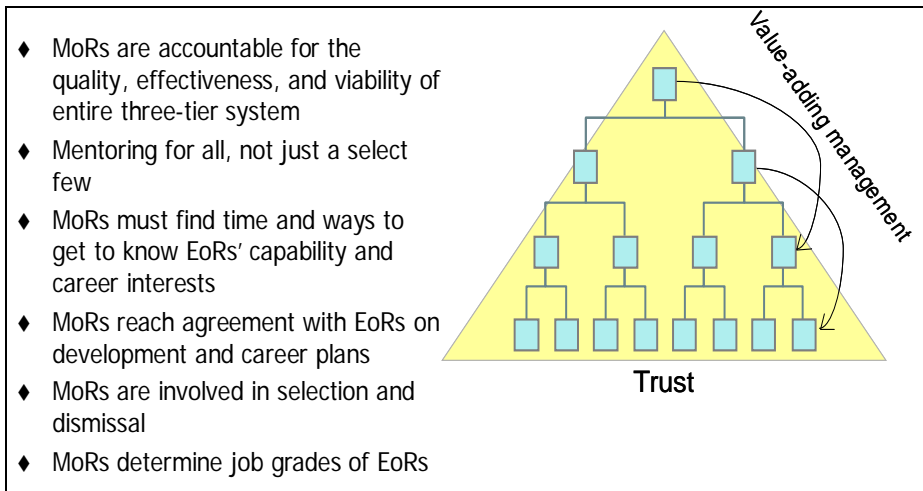 ♦ MoRs are accountable for the
quality, effectiveness, and viability of
entire three-tier system
♦ Mentoring for all, not just a select
few
♦ MoRs must find time and ways to
get to know EoRs' capability and
career interests
♦ MoRs reach agreement with EoRs on
development and career plans
♦ MoRs are involved in selection and
dismissal
♦ MoRs determine job grades of EoRs
Value-adding management
Trust